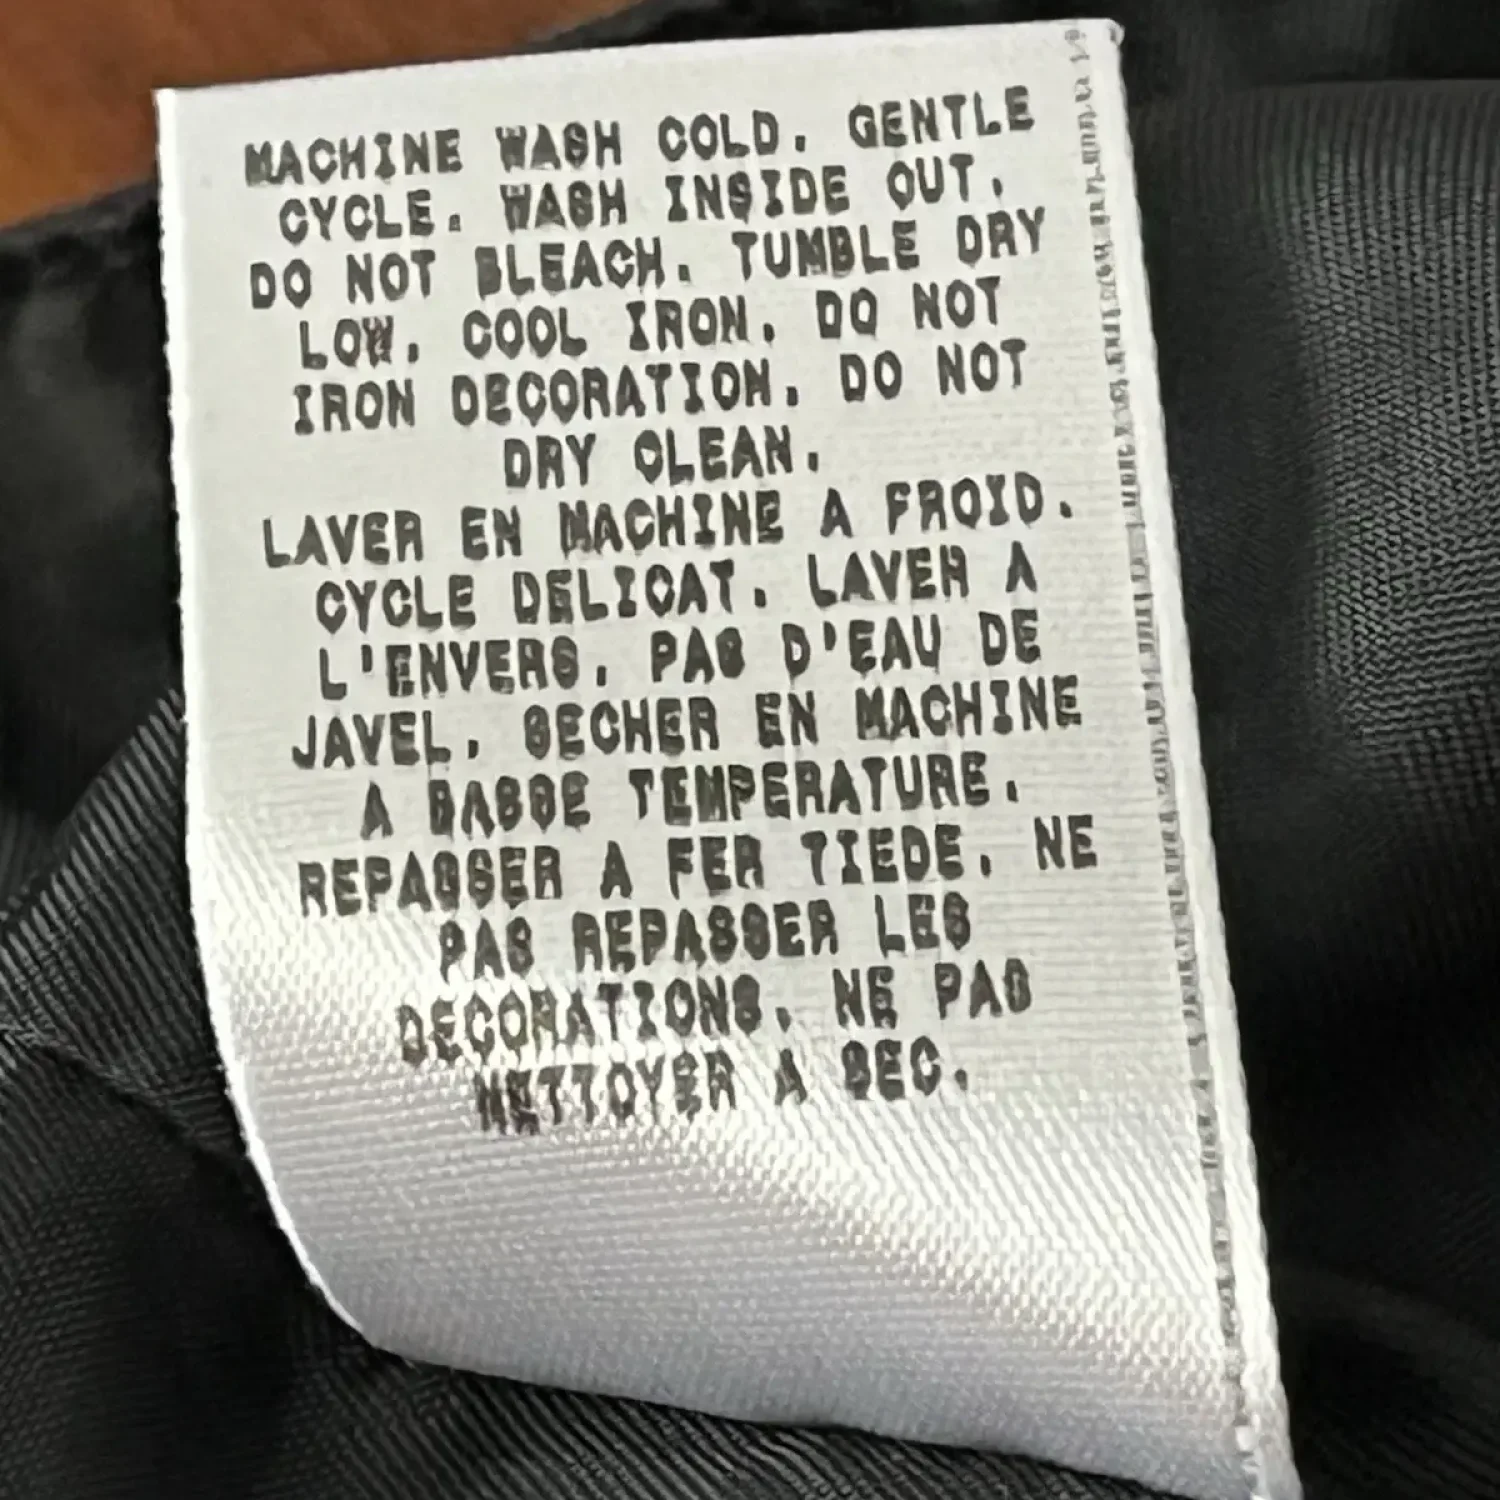 MACHINE WASH COLD. GENTLE
CYCLE. WASH INSIDE OUT.
DO NOT BLEACH. TUMBLE DRY
LOW. COOL IRON. DO NOT
IRON DECORATION. DO NOT
DRY CLEAN.
LAVER EN MACHINE A FROID.
CYCLE DELICAT. LAVER A
L'ENVERS. PAS D'EAU DE
JAVEL. SECHER EN MACHINE
A BASSE TEMPERATURE.
REPASSER A FER TIEDE. NE
PAS REPASSER LES
DECORATIONS. NE PAS
NETTOYER A SEC.